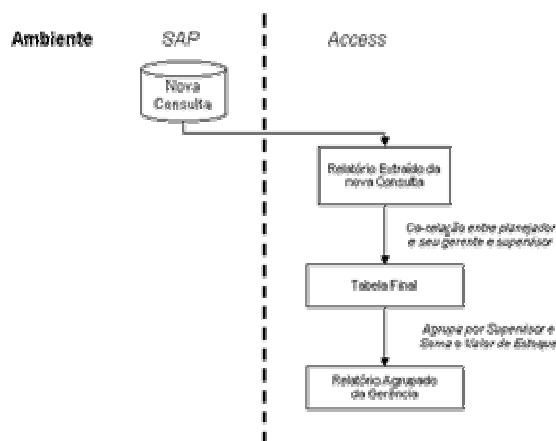 Ambiente
SAP
Access
Nova
Consulta
Relatório Extraído da
nova Consulta
Co-relação entre planejador
e seu gerente e supervisor
Tabela Final
Agrupa por Supervisor e
Soma o Valor de Estoque
Relatório Agrupado
da Gerência